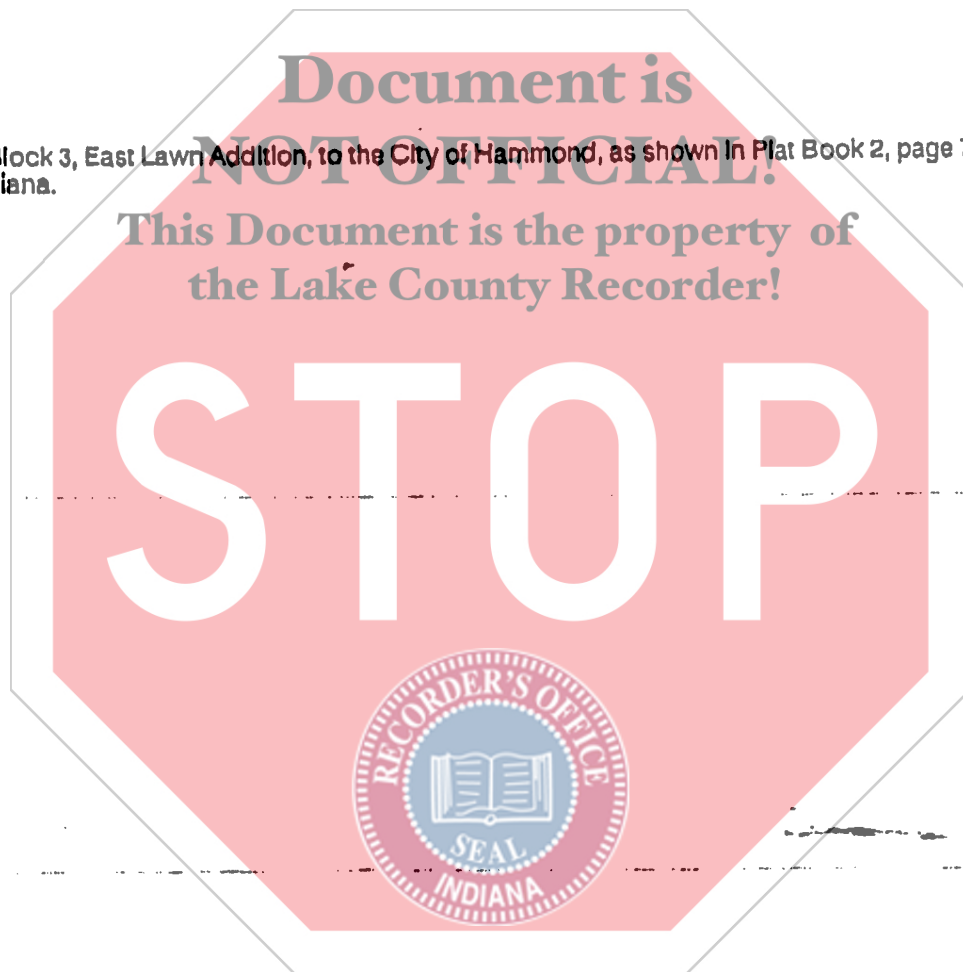 Document is
lock 3, East Lawn Addition, to the City of Hammond, as shown in Plat Book 2, page
NOT OFFICIAL!
iana.
This Document is the property of
the Lake County Recorder!
STOP
RECORDER'S OFFICE
SEAL
INDIANA